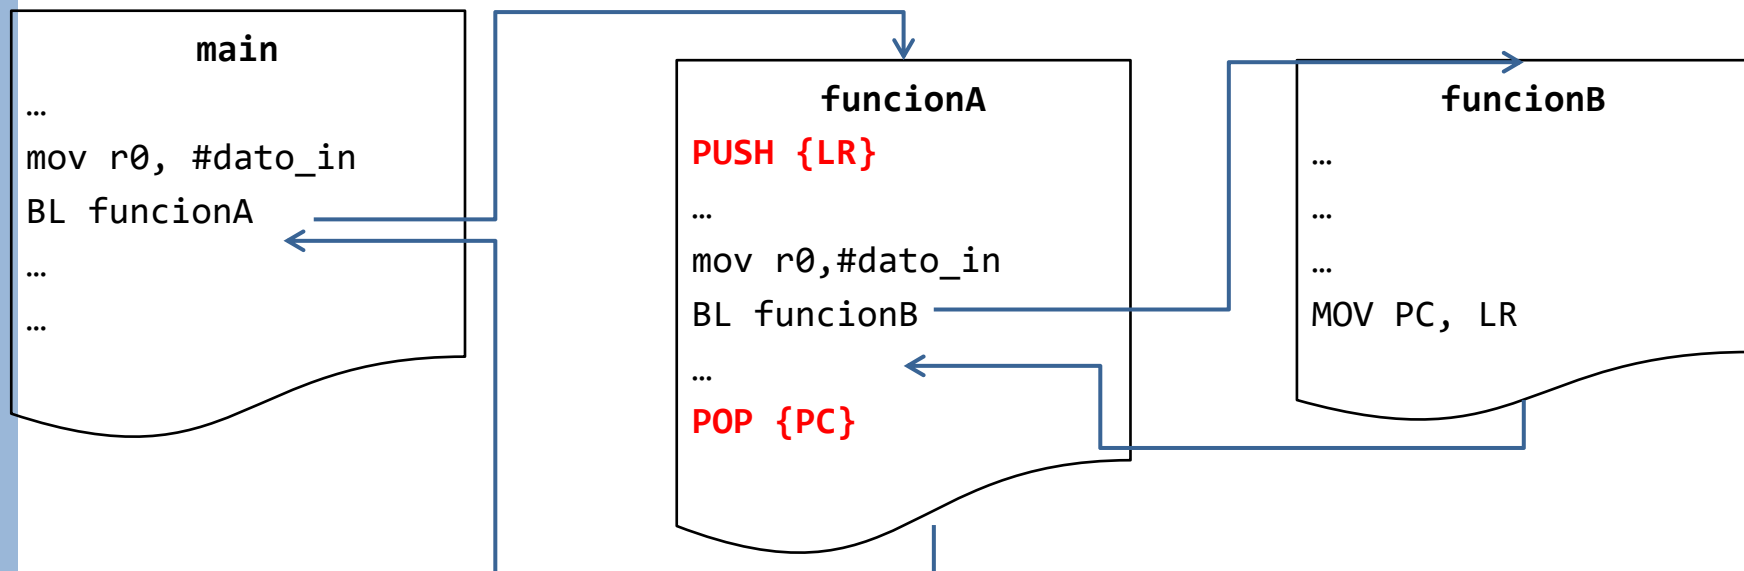 main
…
mov r0, #dato_in
BL funcionA
…
…
funcionA
PUSH {LR}
…
mov r0,#dato_in
BL funcionB
…
POP {PC}
funcionB
…
…
…
MOV PC, LR